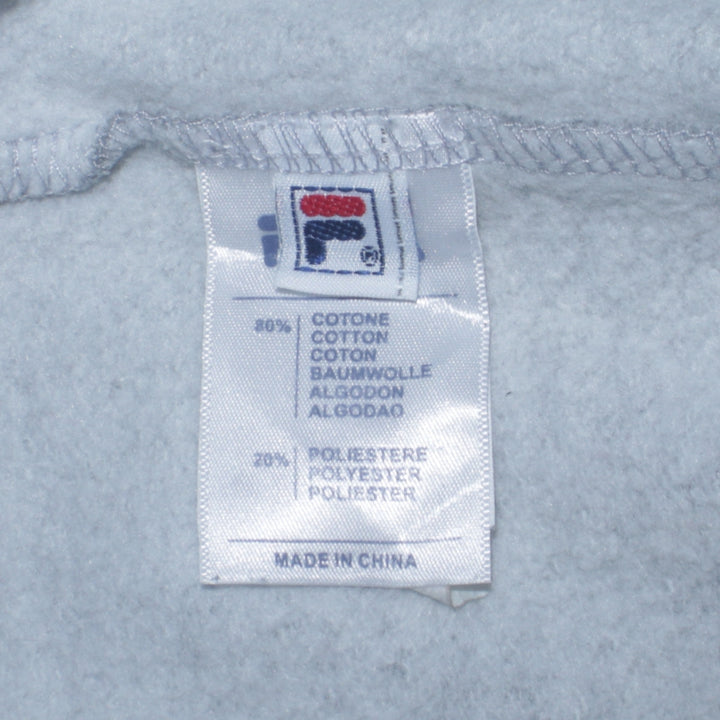 F
80%
COTONE
COTTON
COTON
BAUMWOLLE
ALGODON
ALGODAO
20%
POLIESTERE
POLYESTER
POLIESTER
MADE IN CHINA